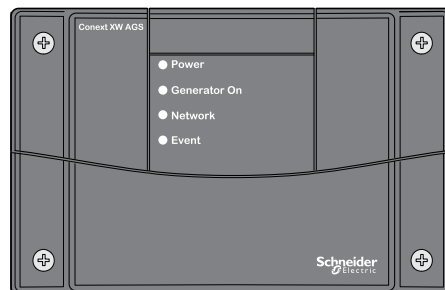 Conext XW AGS
Power
Generator On
Network
Event
Schneider
Electric